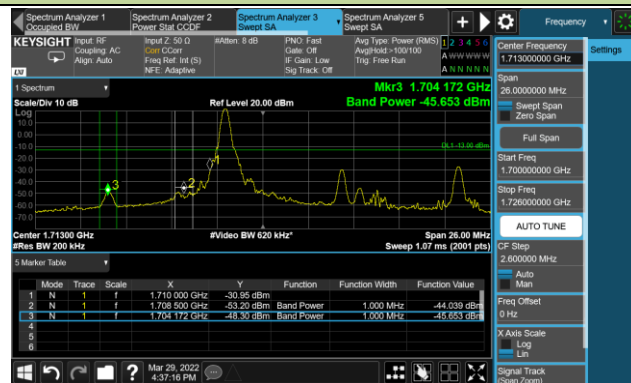 Spectrum Analyzer 1
Occupied BW
Spectrum Analyzer 2
Power Stat CCDF
Spectrum Analyzer 3
Swept SA
Spectrum Analyzer 5
Swept SA
Frequency
KEYSIGHT
Input: RF
Coupling: AC
Align: Auto
Input Z: 50 Ω
Corr CCorr
Freq Ref: Int (S)
NFE: Adaptive
#Atten: 8 dB
PNO: Fast
Gate: Off
IF Gain: Low
Sig Track: Off
Avg Type: Power (RMS)
Avg|Hold:>100/100
Trig: Free Run
1 2 3 4 5 6
A W W W W W
A N N N N N
LXI
1 Spectrum
Scale/Div 10 dB
Ref Level 20.00 dBm
Mkr3 1.704 172 GHz
Band Power -45.653 dBm
Log
10.0
0.00
-10.0
-20.0
-30.0
-40.0
-50.0
-60.0
-70.0
DL1 -13.00 dBm
3
2
Center 1.71300 GHz
#Video BW 620 kHz*
Span 26.00 MHz
#Res BW 200 kHz
Sweep 1.07 ms (2001 pts)
5 Marker Table
Mode Trace Scale X Y Function Function Width Function Value
1 N 1 f 1.710 000 GHz -30.95 dBm
2 N 1 f 1.708 500 GHz -53.20 dBm Band Power 1.000 MHz -44.039 dBm
3 N 1 f 1.704 172 GHz -48.30 dBm Band Power 1.000 MHz -45.653 dBm
4
5
6
Mar 29, 2022
4:37:16 PM
Center Frequency
1.713000000 GHz
Settings
Span
26.0000000 MHz
Swept Span
Zero Span
Full Span
Start Freq
1.700000000 GHz
Stop Freq
1.726000000 GHz
AUTO TUNE
CF Step
2.600000 MHz
Auto
Man
Freq Offset
0 Hz
X Axis Scale
Log
Lin
Signal Track
(Span Zoom)